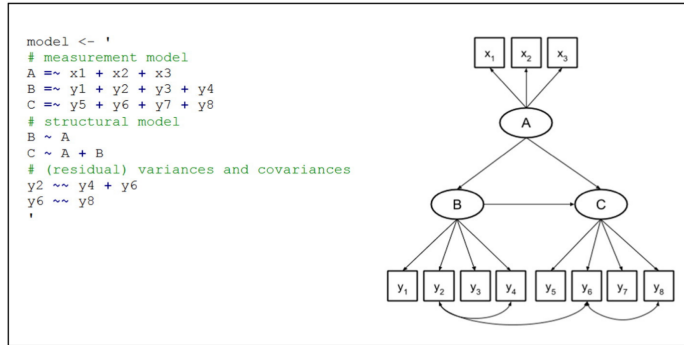 model <- '
# measurement model
A =~ x1 + x2 + x3
B =~ y1 + y2 + y3 + y4
C =~ y5 + y6 + y7 + y8
# structural model
B ~ A
C ~ A + B
# (residual) variances and covariances
y2 ~~ y4 + y6
y6 ~~ y8
'
x₁ x₂ x₃
A
B C
y₁ y₂ y₃ y₄ y₅ y₆ y₇ y₈